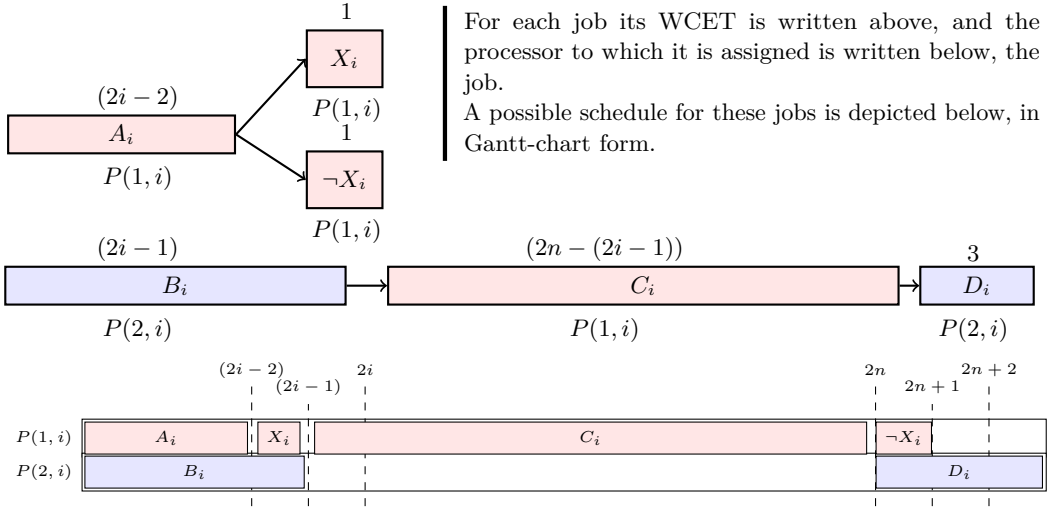 1
X_i
P(1, i)
(2i − 2)
A_i
P(1, i)
1
¬X_i
P(1, i)
For each job its WCET is written above, and the
processor to which it is assigned is written below, the
job.
A possible schedule for these jobs is depicted below, in
Gantt-chart form.
(2i − 1)
B_i
P(2, i)
(2n − (2i − 1))
C_i
P(1, i)
3
D_i
P(2, i)
(2i − 2)
(2i − 1)
2i
2n
2n + 1
2n + 2
P(1, i)
A_i
X_i
C_i
¬X_i
P(2, i)
B_i
D_i